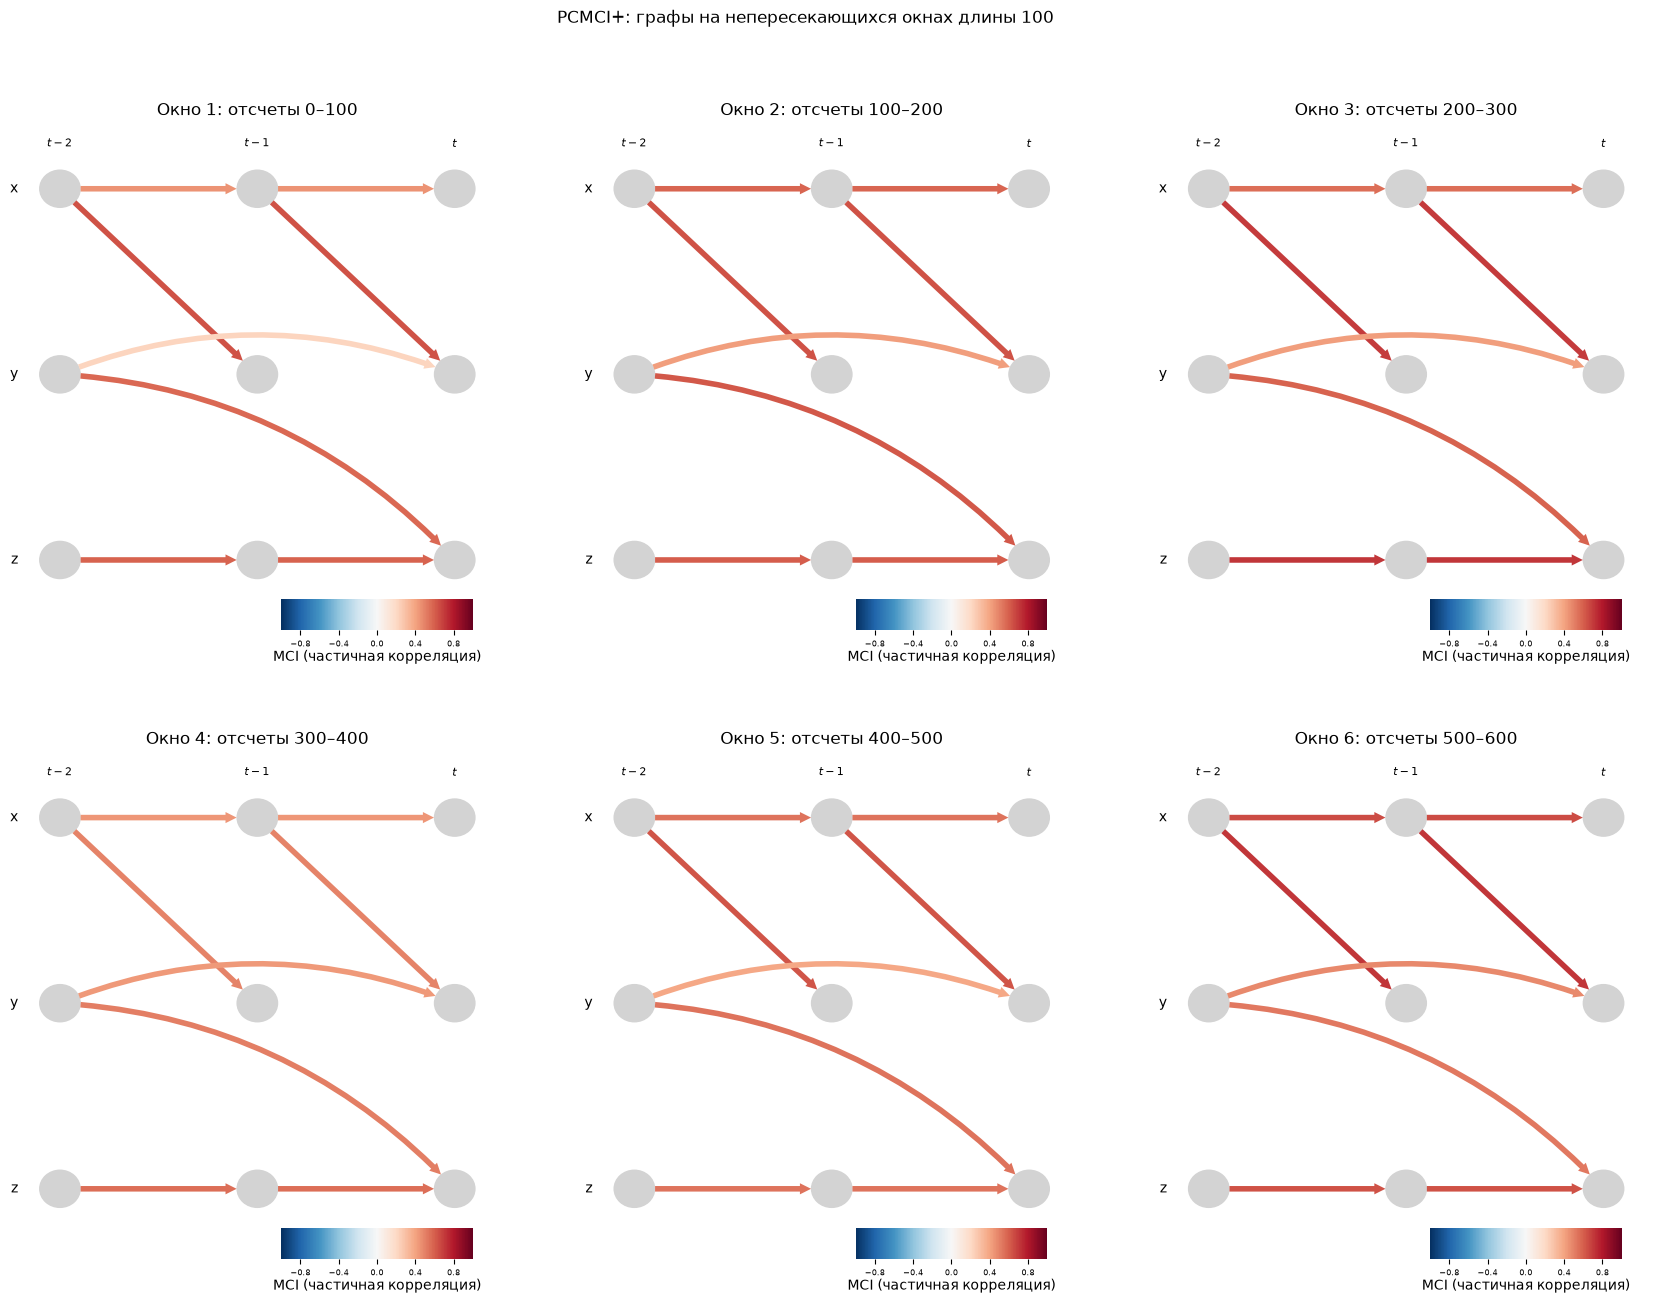 PCMCI+: графы на непересекающихся окнах длины 100
Окно 1: отсчеты 0–100
t − 2 t − 1 t
x
y
z
−0.8 −0.4 0.0 0.4 0.8
MCI (частичная корреляция)
Окно 2: отсчеты 100–200
t − 2 t − 1 t
x
y
z
−0.8 −0.4 0.0 0.4 0.8
MCI (частичная корреляция)
Окно 3: отсчеты 200–300
t − 2 t − 1 t
x
y
z
−0.8 −0.4 0.0 0.4 0.8
MCI (частичная корреляция)
Окно 4: отсчеты 300–400
t − 2 t − 1 t
x
y
z
−0.8 −0.4 0.0 0.4 0.8
MCI (частичная корреляция)
Окно 5: отсчеты 400–500
t − 2 t − 1 t
x
y
z
−0.8 −0.4 0.0 0.4 0.8
MCI (частичная корреляция)
Окно 6: отсчеты 500–600
t − 2 t − 1 t
x
y
z
−0.8 −0.4 0.0 0.4 0.8
MCI (частичная корреляция)